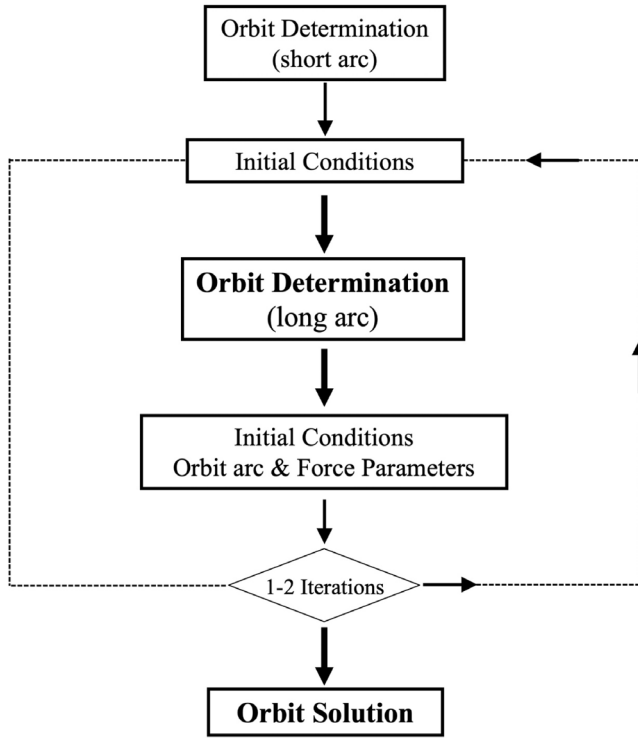 Orbit Determination
(short arc)
Initial Conditions
Orbit Determination
(long arc)
Initial Conditions
Orbit arc & Force Parameters
1-2 Iterations
Orbit Solution